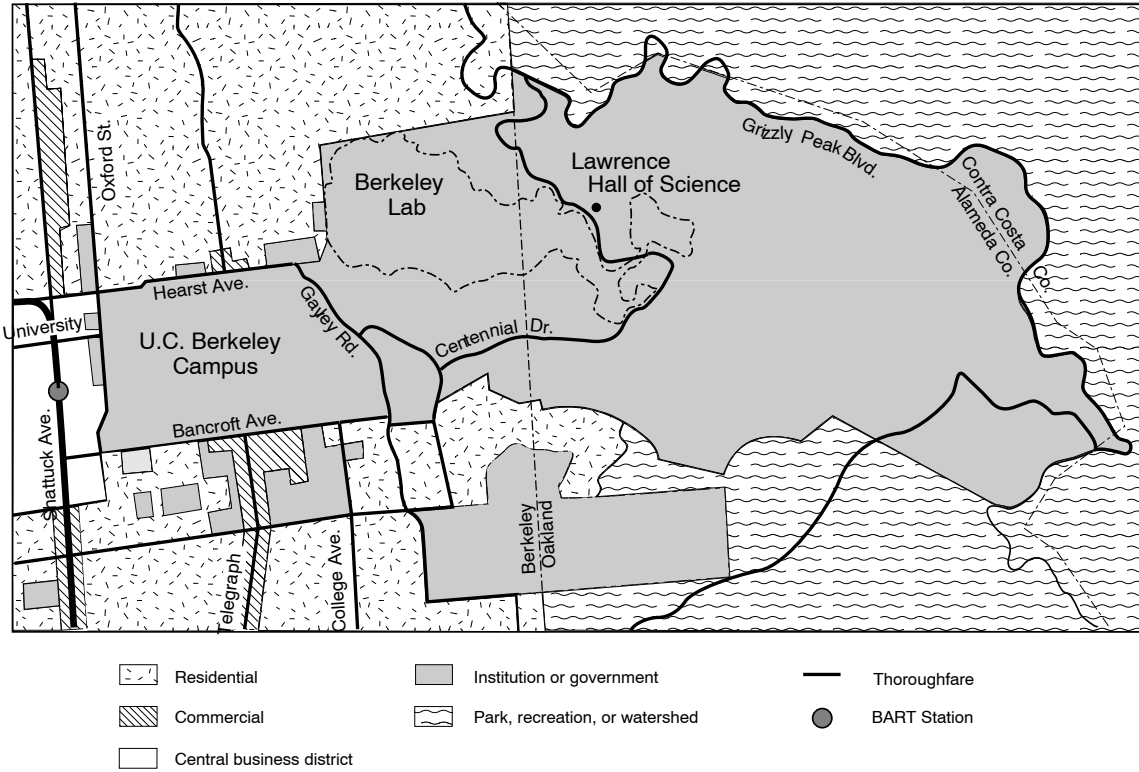 Oxford St.
Grizzly Peak Blvd.
Lawrence
Hall of Science
Berkeley
Lab
Contra Costa Co.
Alameda Co.
Hearst Ave.
Gayley Rd.
University
U.C. Berkeley
Campus
Centennial Dr.
Bancroft Ave.
Shattuck Ave.
Berkeley
Oakland
Telegraph
College Ave.
Residential
Institution or government
Thoroughfare
Commercial
Park, recreation, or watershed
BART Station
Central business district